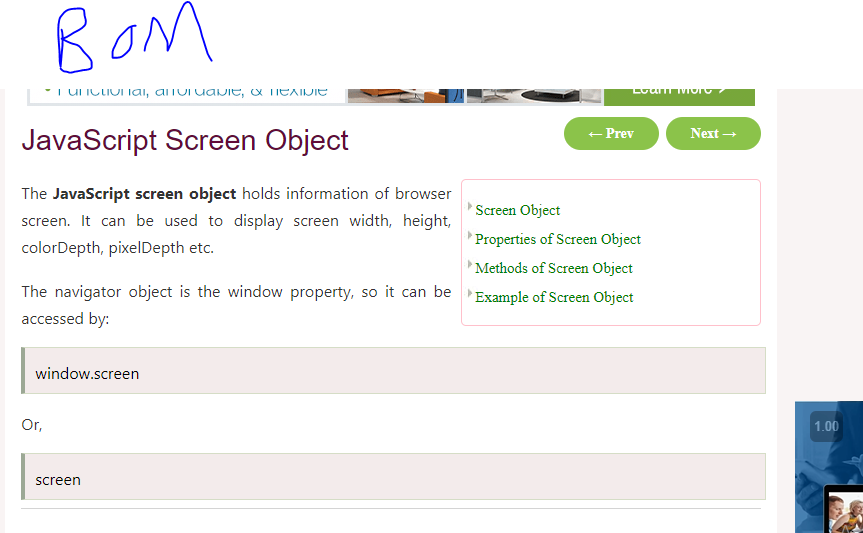 BOM
• Functional, affordable, & flexible
Learn More >
JavaScript Screen Object
← Prev
Next →
The JavaScript screen object holds information of browser
screen. It can be used to display screen width, height,
colorDepth, pixelDepth etc.
Screen Object
Properties of Screen Object
Methods of Screen Object
Example of Screen Object
The navigator object is the window property, so it can be
accessed by:
window.screen
Or,
screen
1.00